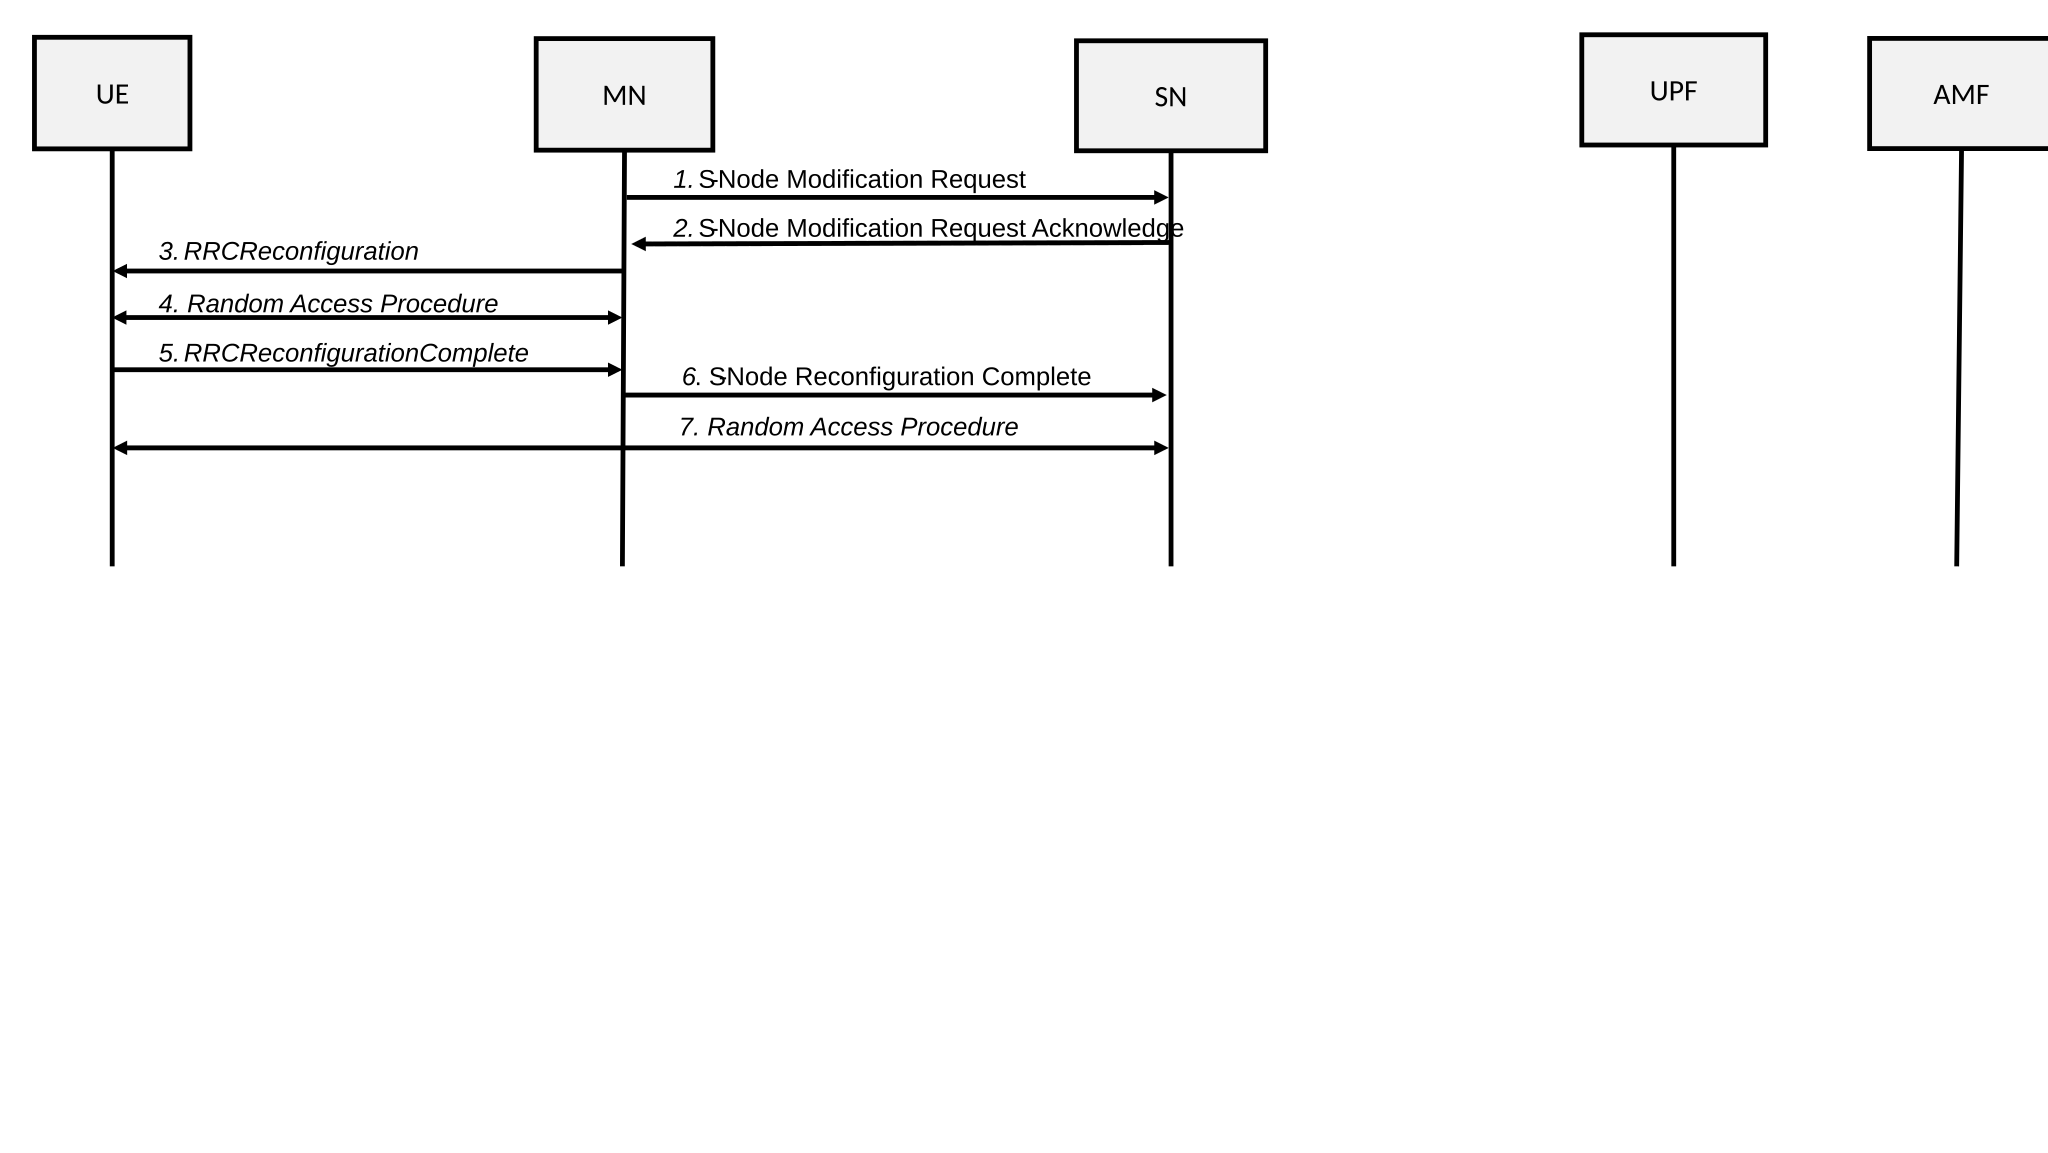 UE
MN
SN
UPF
AMF
1. S-Node Modification Request
2. S-Node Modification Request Acknowledge
3. RRCReconfiguration
4. Random Access Procedure
5. RRCReconfigurationComplete
6. S-Node Reconfiguration Complete
7. Random Access Procedure